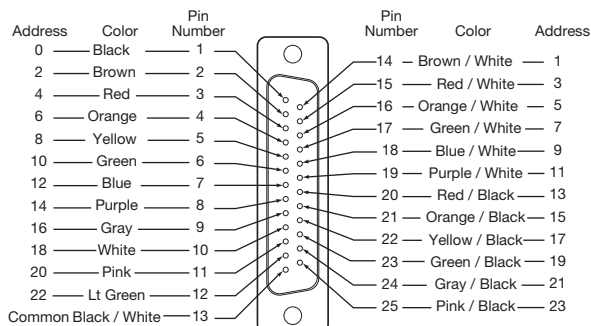 Address Color Pin Number
0 Black 1
2 Brown 2
4 Red 3
6 Orange 4
8 Yellow 5
10 Green 6
12 Blue 7
14 Purple 8
16 Gray 9
18 White 10
20 Pink 11
22 Lt Green 12
Common Black / White 13
Pin Number Color Address
14 Brown / White 1
15 Red / White 3
16 Orange / White 5
17 Green / White 7
18 Blue / White 9
19 Purple / White 11
20 Red / Black 13
21 Orange / Black 15
22 Yellow / Black 17
23 Green / Black 19
24 Gray / Black 21
25 Pink / Black 23